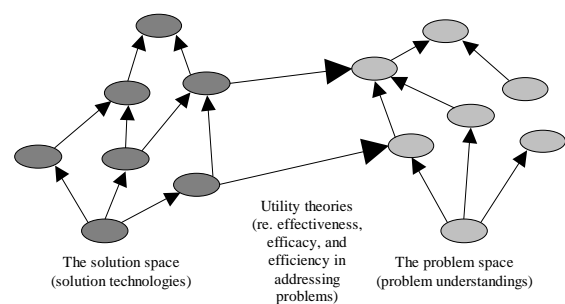 The solution space
(solution technologies)
Utility theories
(re. effectiveness,
efficacy, and
efficiency in
addressing
problems)
The problem space
(problem understandings)